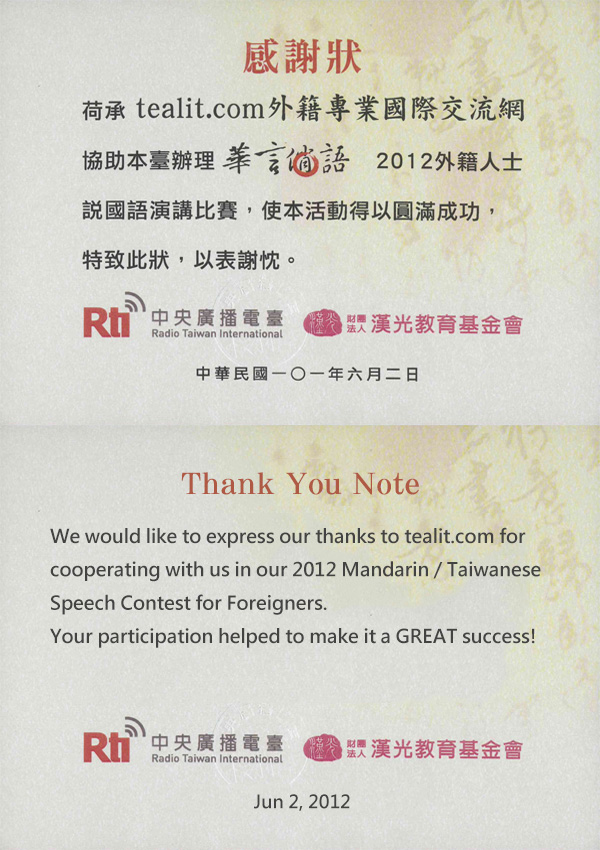 感謝狀
荷承 tealit.com外籍專業國際交流網
協助本臺辦理 華言俏語 2012外籍人士
說國語演講比賽，使本活動得以圓滿成功，
特致此狀，以表謝忱。
Rti 中央廣播電臺 Radio Taiwan International 財團法人 漢光教育基金會
中華民國一〇一年六月二日
Thank You Note
We would like to express our thanks to tealit.com for
cooperating with us in our 2012 Mandarin / Taiwanese
Speech Contest for Foreigners.
Your participation helped to make it a GREAT success!
Rti 中央廣播電臺 Radio Taiwan International 財團法人 漢光教育基金會
Jun 2, 2012